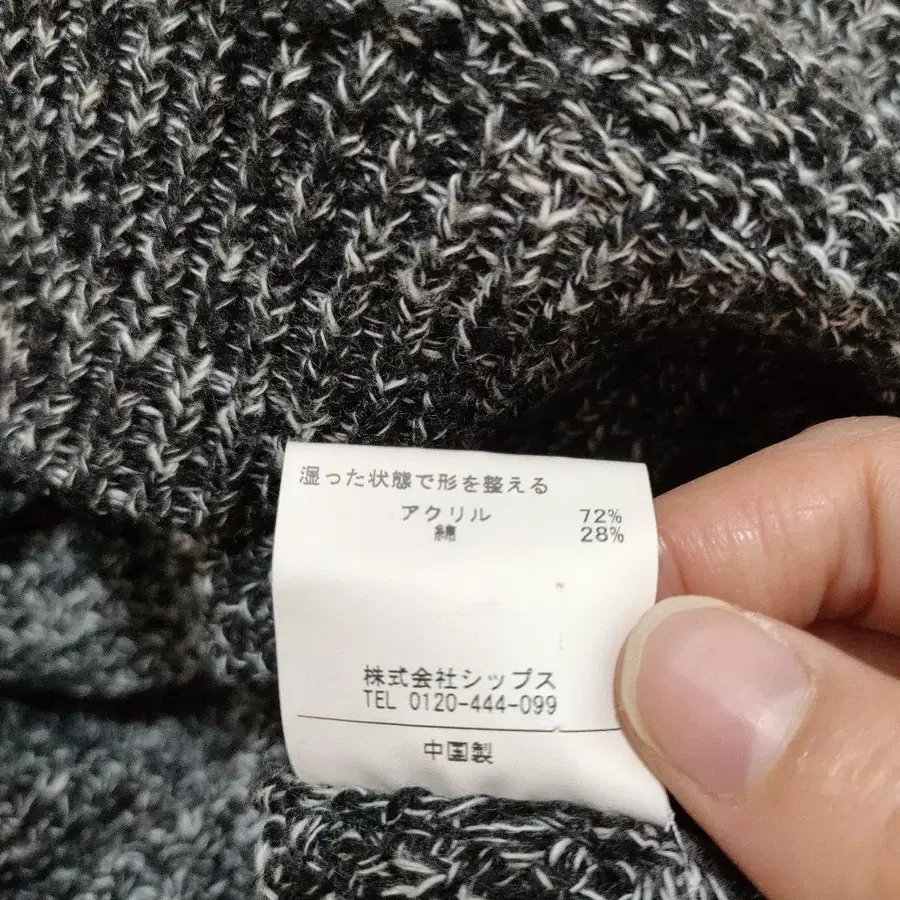 湿った状態で形を整える
アクリル 72%
綿 28%
株式会社シップス
TEL 0120-444-099
中国製